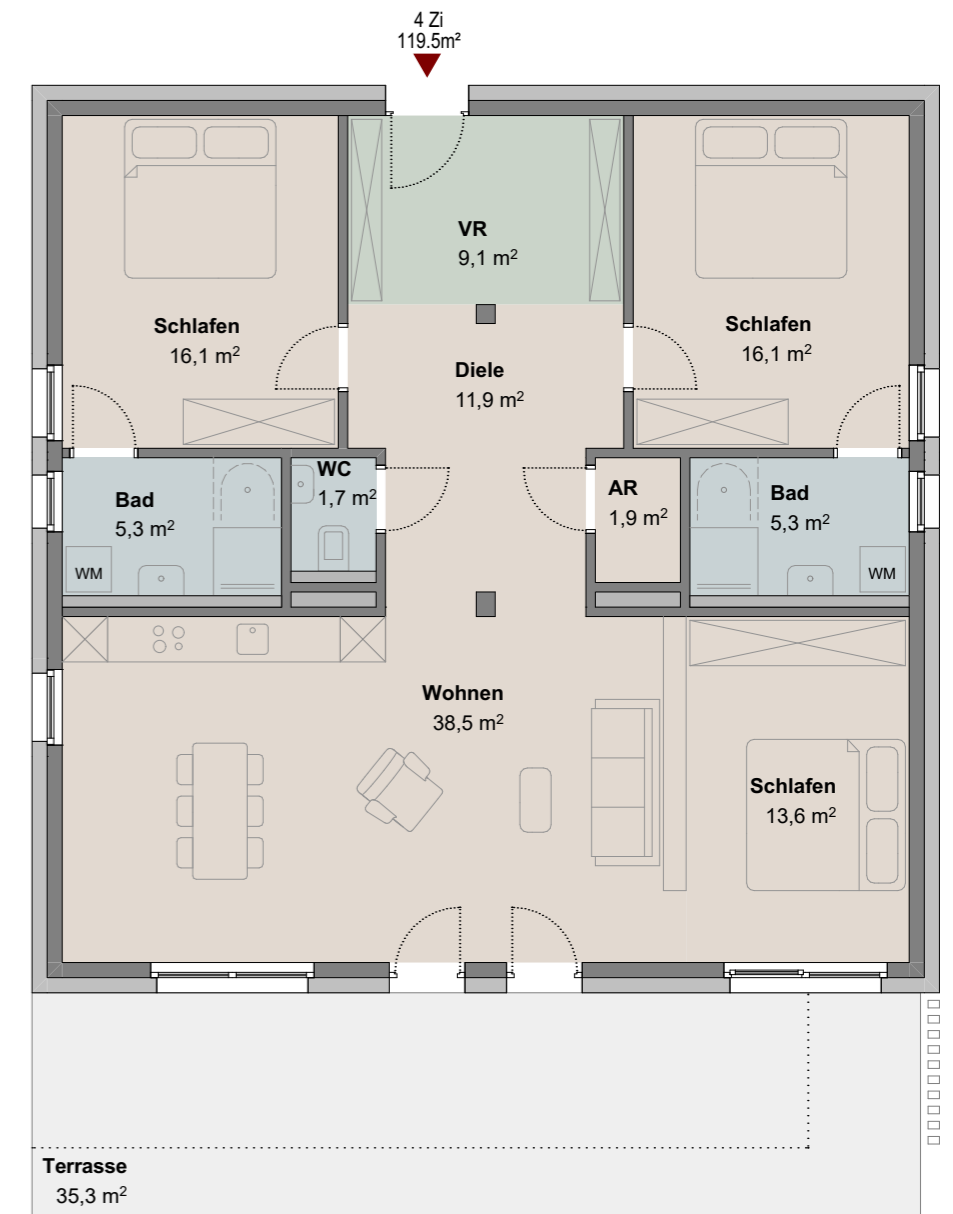 4 Zi
119.5m²
VR
9,1 m²
Schlafen
16,1 m²
Schlafen
16,1 m²
Diele
11,9 m²
Bad
5,3 m²
WM
WC
1,7 m²
AR
1,9 m²
Bad
5,3 m²
WM
Wohnen
38,5 m²
Schlafen
13,6 m²
Terrasse
35,3 m²